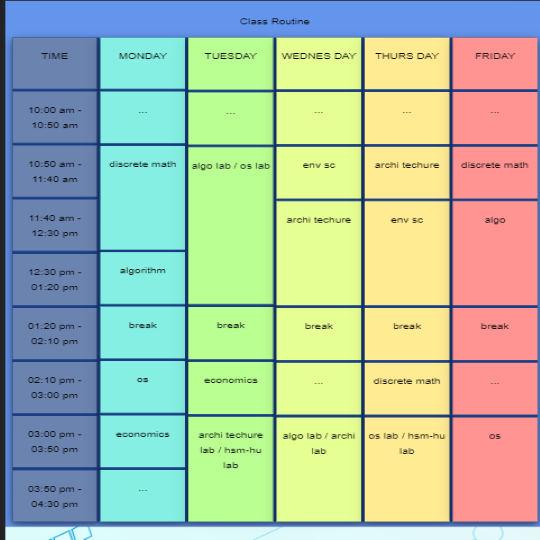 Class Routine
TIME MONDAY TUESDAY WEDNES DAY THURS DAY FRIDAY
10:00 am -
10:50 am
... ... ... ... ...
10:50 am -
11:40 am
discrete math algo lab / os lab env sc archi techure discrete math
11:40 am -
12:30 pm
archi techure env sc algo
12:30 pm -
01:20 pm
algorithm
01:20 pm -
02:10 pm
break break break break break
02:10 pm -
03:00 pm
os economics ... discrete math ...
03:00 pm -
03:50 pm
economics
archi techure
lab / hsm-hu
lab
algo lab / archi
lab
os lab / hsm-hu
lab
os
03:50 pm -
04:30 pm
...